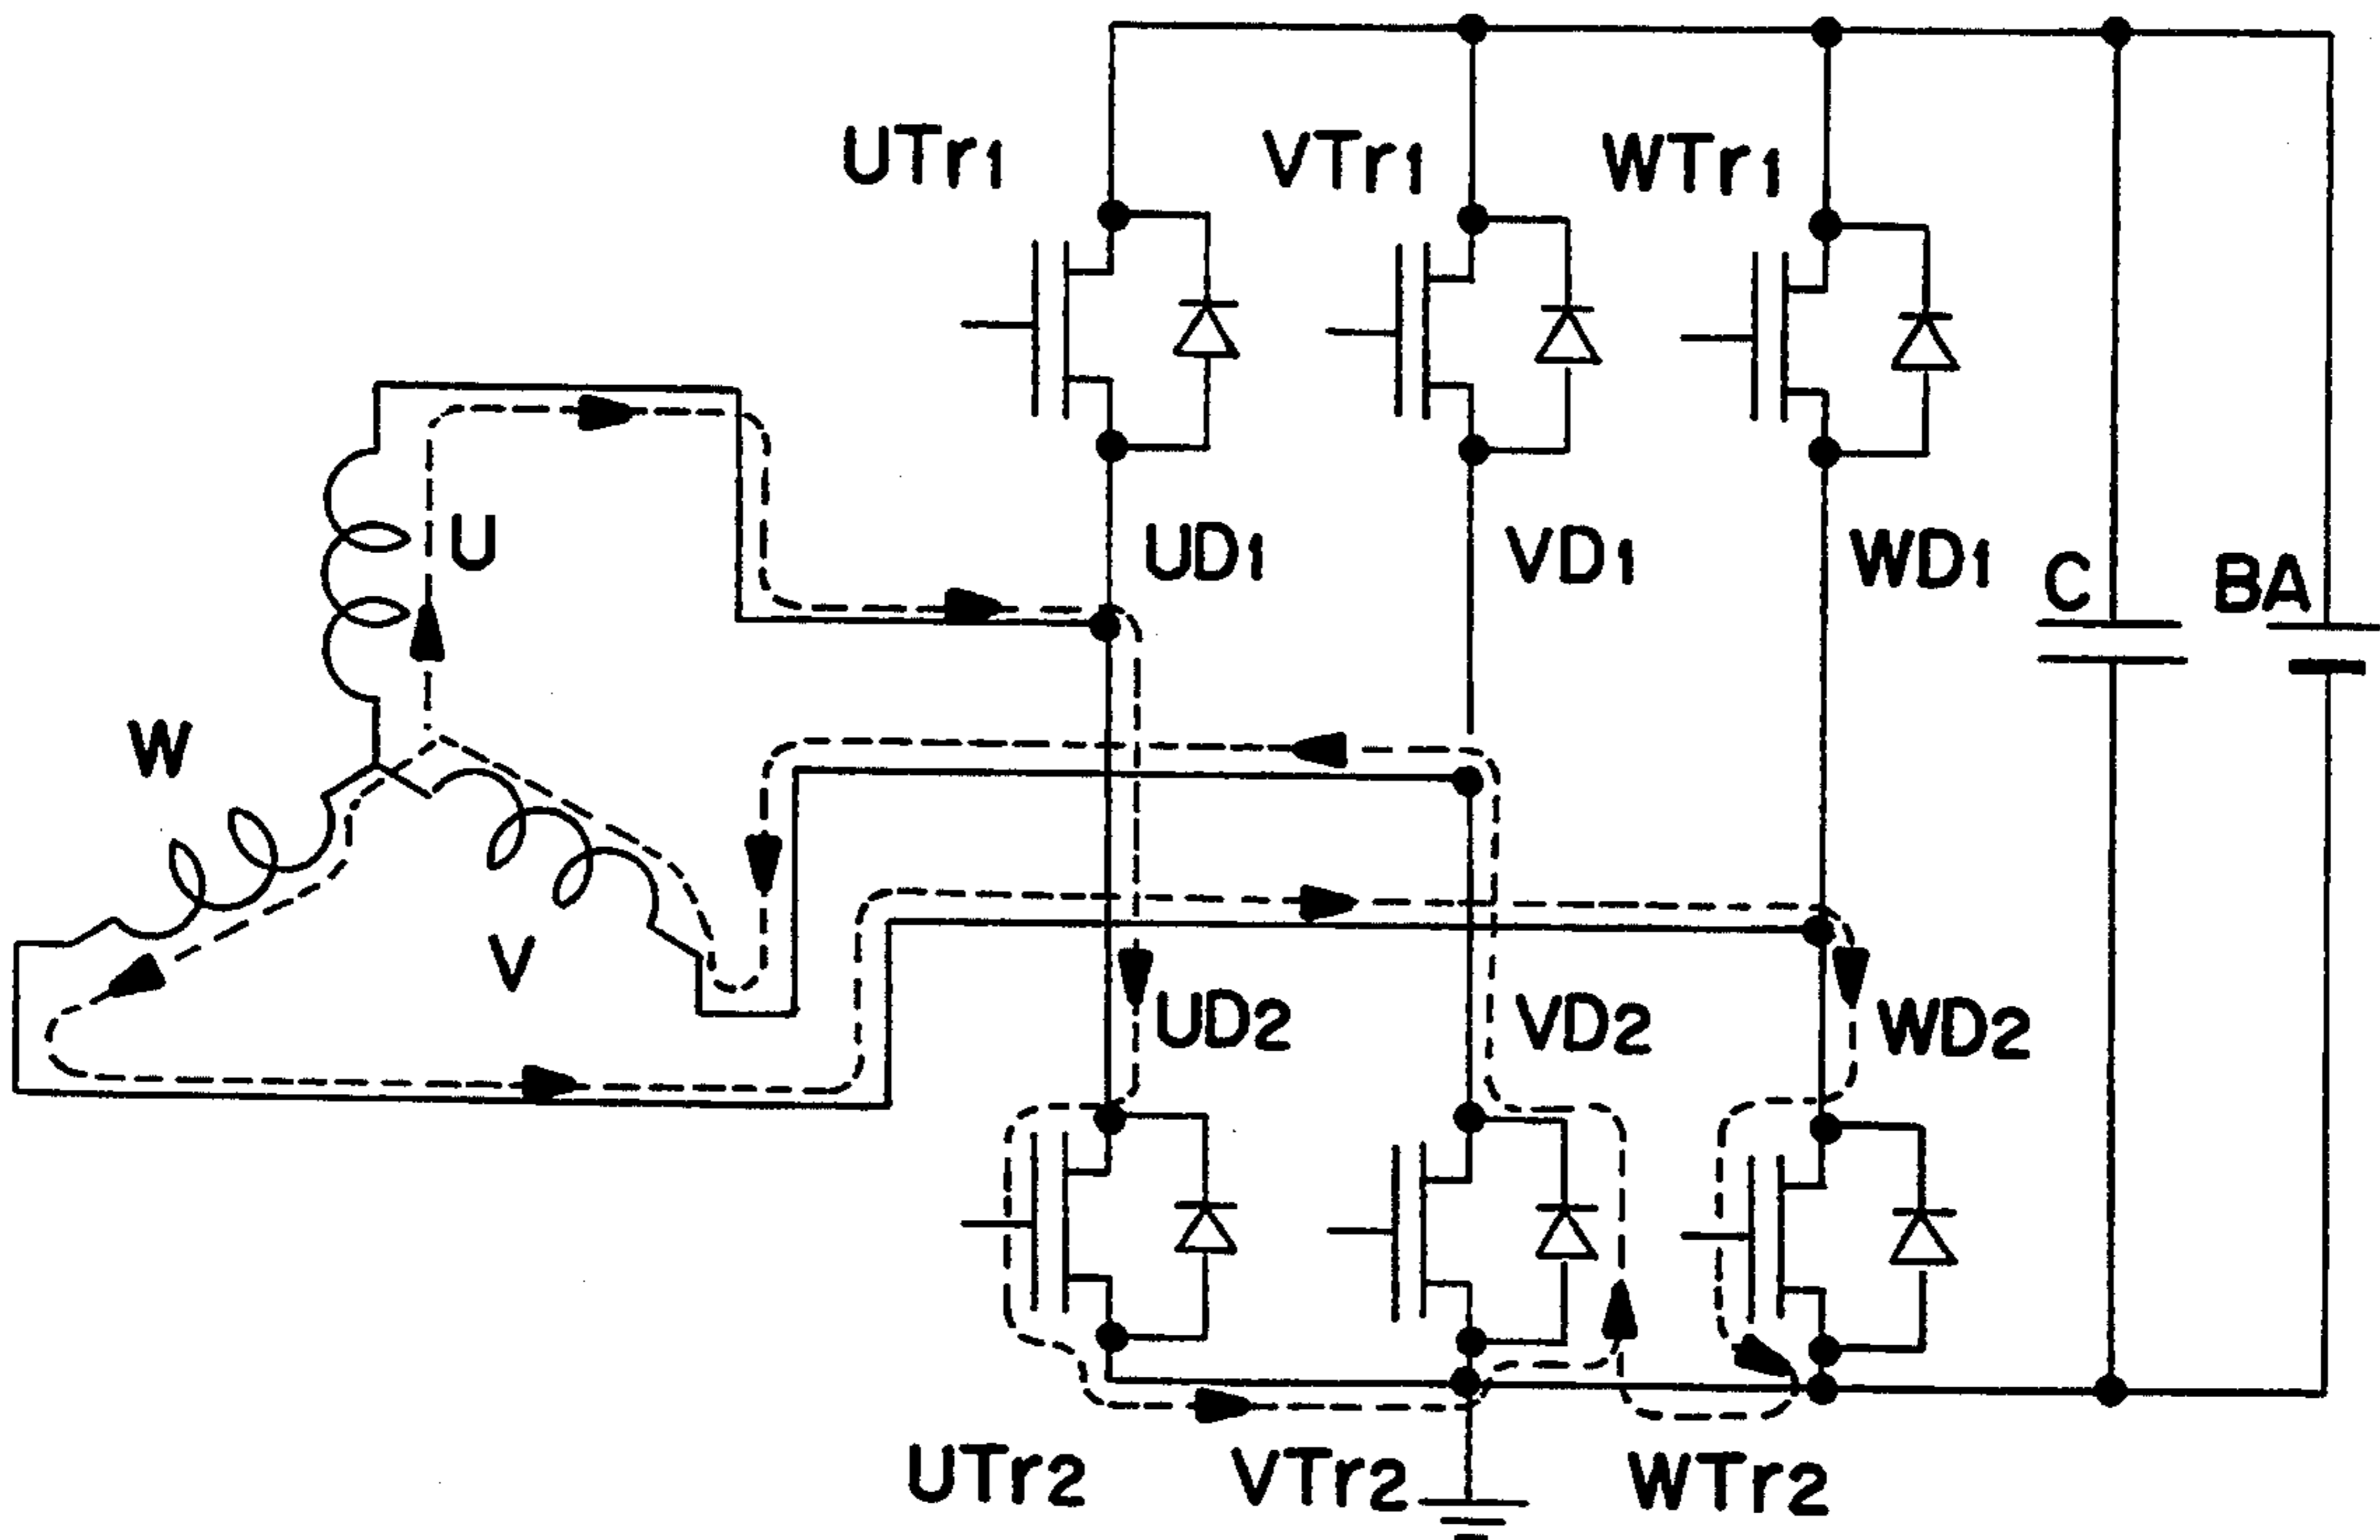 UTr1 VTr1 WTr1
U
UD1 VD1 WD1 C BA
W
V
UD2 VD2 WD2
UTr2 VTr2 WTr2